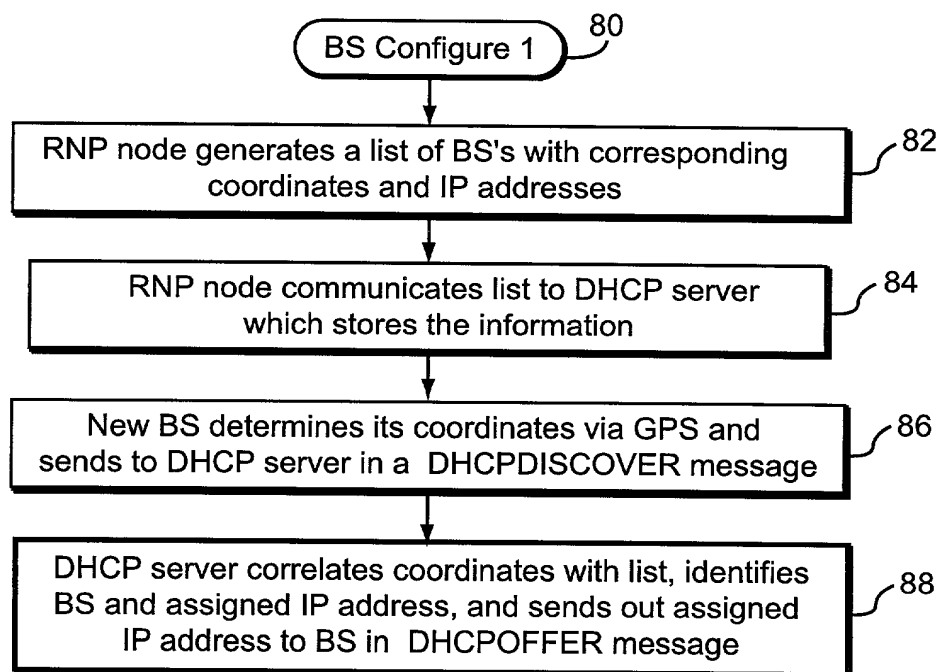 BS Configure 1
80
RNP node generates a list of BS's with corresponding
coordinates and IP addresses
82
RNP node communicates list to DHCP server
which stores the information
84
New BS determines its coordinates via GPS and
sends to DHCP server in a DHCPDISCOVER message
86
DHCP server correlates coordinates with list, identifies
BS and assigned IP address, and sends out assigned
IP address to BS in DHCPOFFER message
88